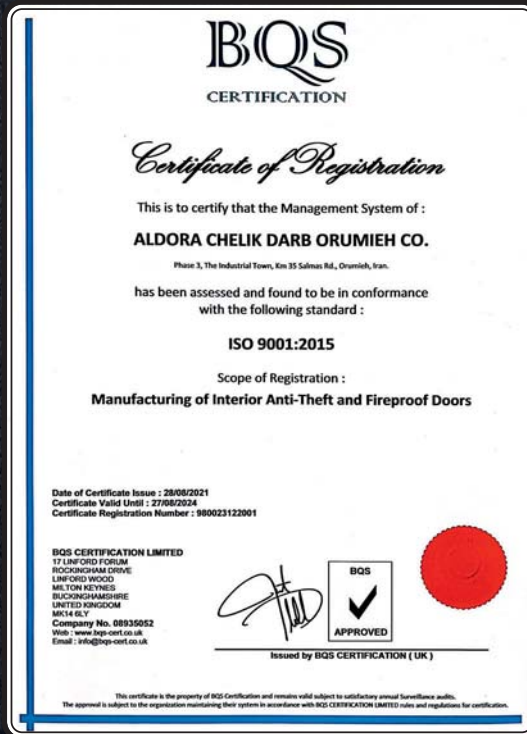 BQS
CERTIFICATION
Certificate of Registration
This is to certify that the Management System of :
ALDORA CHELIK DARB ORUMIEH CO.
Phase 3, The Industrial Town, Km 35 Salmas Rd., Orumieh, Iran.
has been assessed and found to be in conformance
with the following standard :
ISO 9001:2015
Scope of Registration :
Manufacturing of Interior Anti-Theft and Fireproof Doors
Date of Certificate Issue : 28/08/2021
Certificate Valid Until : 27/08/2024
Certificate Registration Number : 980023122001
BQS CERTIFICATION LIMITED
17 LINFORD FORUM
ROCKINGHAM DRIVE
LINFORD WOOD
MILTON KEYNES
BUCKINGHAMSHIRE
UNITED KINGDOM
MK14 6LY
Company No. 08935052
Web : www.bqs-cert.co.uk
Email : info@bqs-cert.co.uk
BQS
APPROVED
Issued by BQS CERTIFICATION ( UK )
This certificate is the property of BQS Certification and remains valid subject to satisfactory annual Surveillance audits.
The approval is subject to the organization maintaining their system in accordance with BQS CERTIFICATION LIMITED rules and regulations for certification.